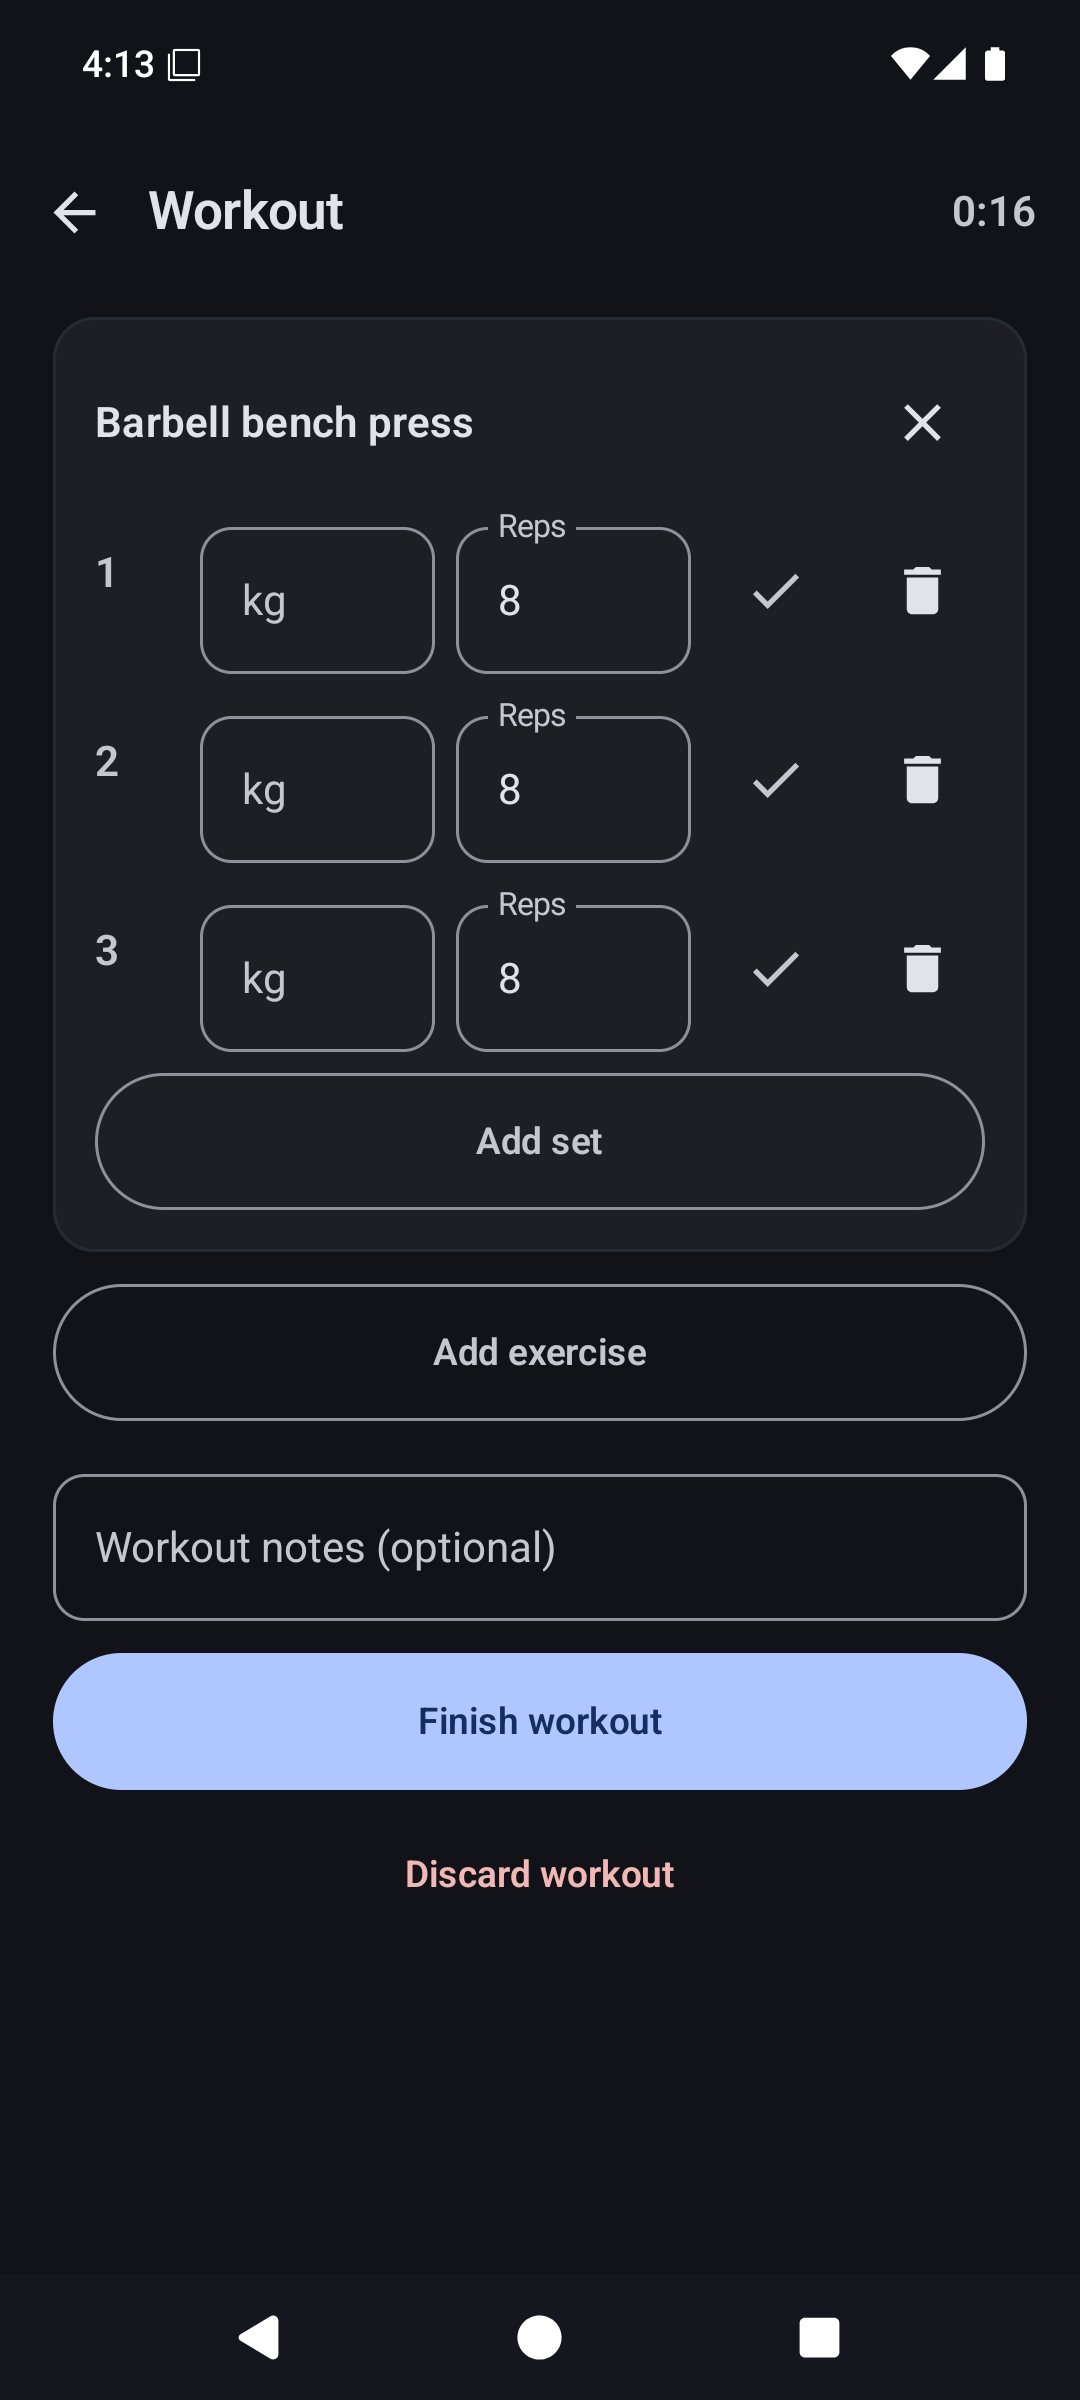 4:13
Workout
0:16
Barbell bench press
1
kg
Reps
8
2
kg
Reps
8
3
kg
Reps
8
Add set
Add exercise
Workout notes (optional)
Finish workout
Discard workout